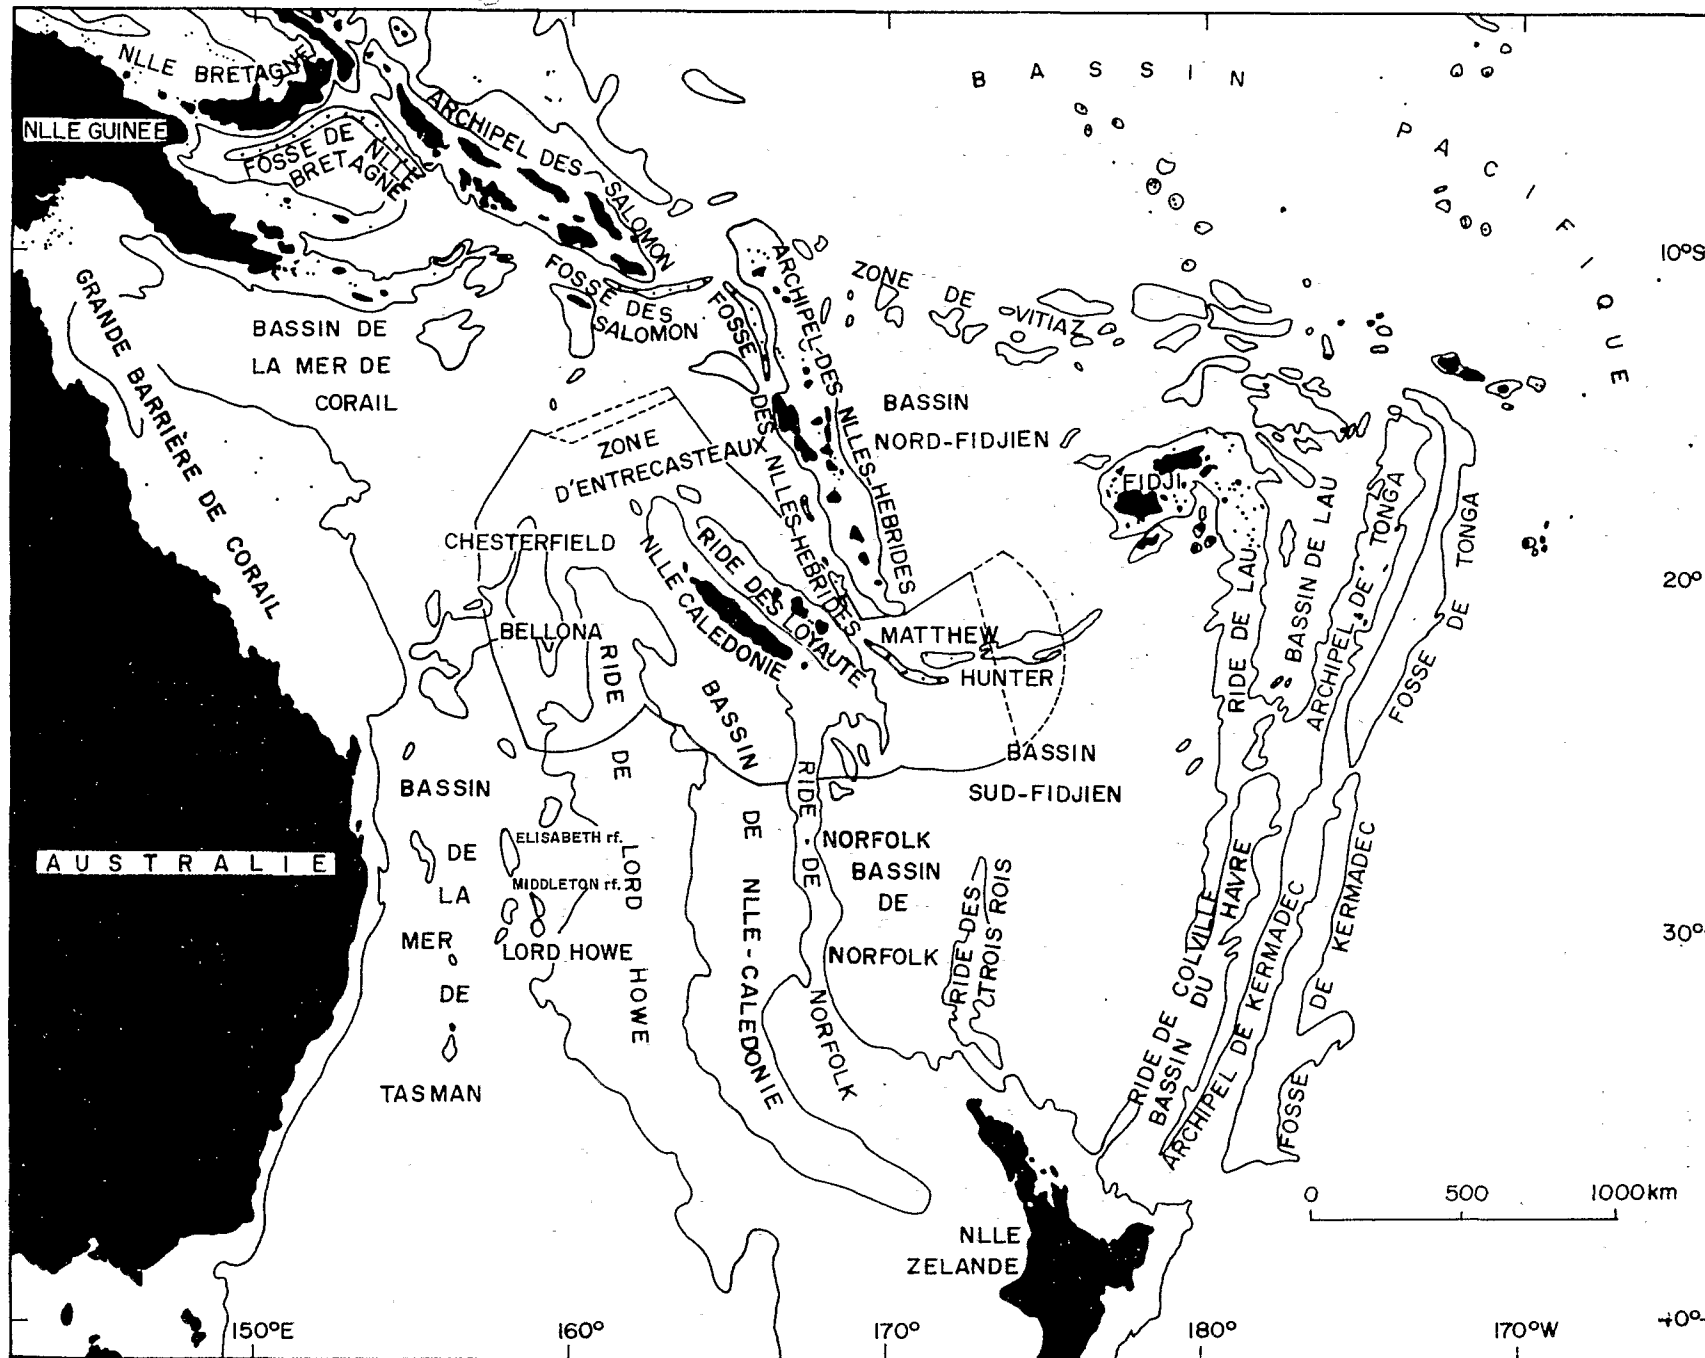 NLLE BRETAGNE
NLLE GUINEE
FOSSE DE NLLE
BRETAGNE
ARCHIPEL DES SALOMON
BASSIN
PACIFIQUE
10°S
GRANDE BARRIÈRE DE CORAIL
BASSIN DE
LA MER DE
CORAIL
FOSSE
DES
SALOMON
FOSSE DES NLLES-HEBRIDES
ARCHIPEL-DES-NLLES-HEBRIDES
ZONE
DE
VITIAZ
ZONE
D'ENTRECASTEAUX
BASSIN
NORD-FIDJIEN
FIDJI
CHESTERFIELD
BELLONA
NLLE CALEDONIE
RIDE DES LOYAUTE
MATTHEW
HUNTER
RIDE DE LAU
BASSIN DE LAU
ARCHIPEL DE TONGA
FOSSE DE TONGA
20°
RIDE DE LORD HOWE
BASSIN DE NLLE-CALEDONIE
RIDE DE NORFOLK
BASSIN
SUD-FIDJIEN
AUSTRALIE
BASSIN
DE
LA
MER
DE
TASMAN
ELISABETH rf.
MIDDLETON rf.
LORD HOWE
NORFOLK
BASSIN
DE
NORFOLK
RIDE DES
TROIS ROIS
RIDE DE COLVILLE
BASSIN DU HAVRE
ARCHIPEL DE KERMADEC
FOSSE DE KERMADEC
30°
0 500 1000km
NLLE
ZELANDE
150°E 160° 170° 180° 170°W
40°